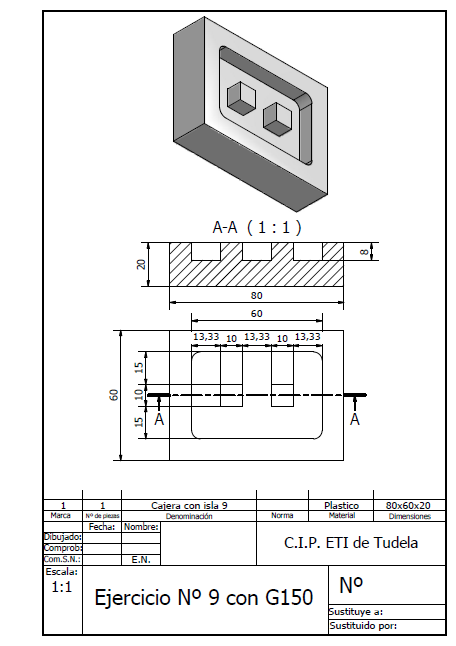 A-A ( 1 : 1 )
20
8
80
60
13,33 10 13,33 10 13,33
15
60
10
15
A A
1 1 Cajera con isla 9 Plastico 80x60x20
Marca Nº de piezas Denominación Norma Material Dimensiones
Fecha: Nombre:
Dibujado:
Comprob:
Com.S.N.: E.N.
C.I.P. ETI de Tudela
Escala:
1:1
Ejercicio Nº 9 con G150
Nº
Sustituye a:
Sustituido por: